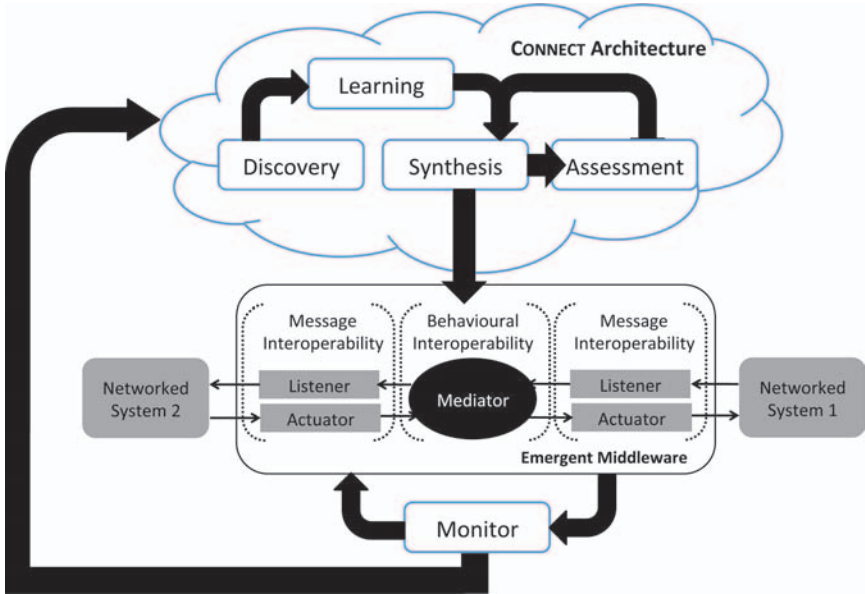 CONNECT Architecture
Learning
Discovery
Synthesis
Assessment
Message
Interoperability
Behavioural
Interoperability
Message
Interoperability
Networked
System 2
Listener
Actuator
Mediator
Listener
Actuator
Networked
System 1
Emergent Middleware
Monitor